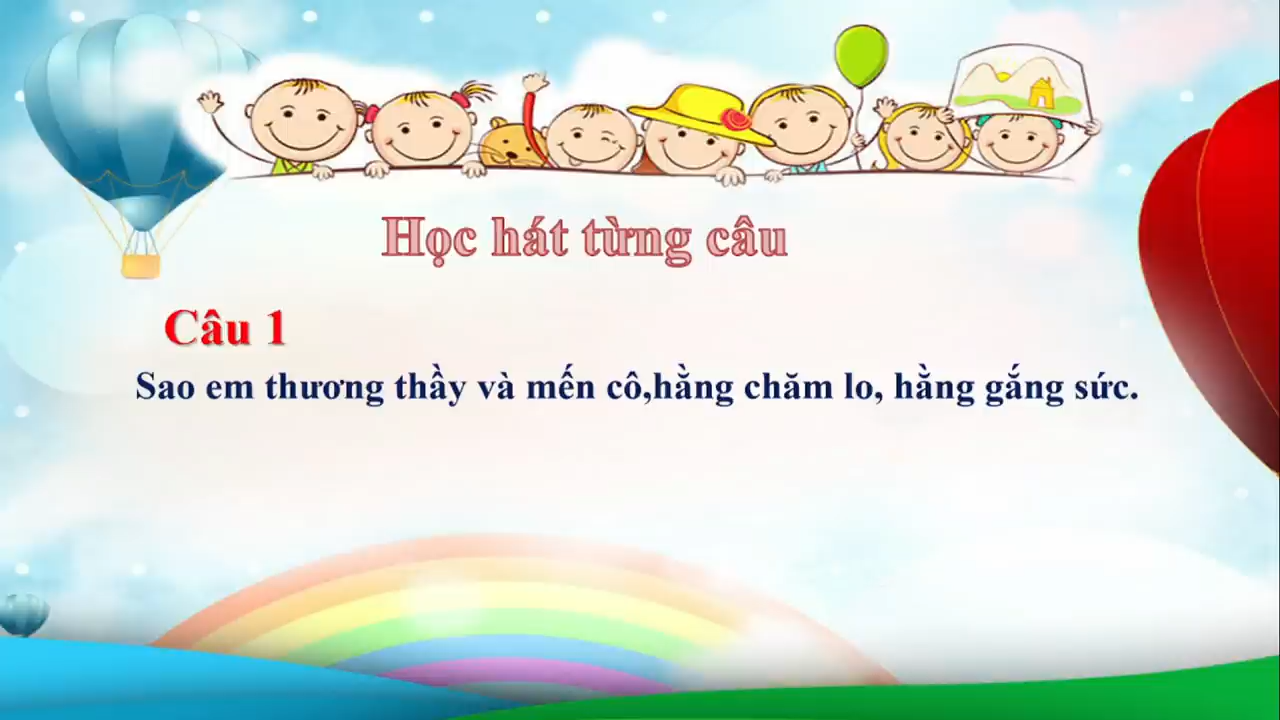 Học hát từng câu
Câu 1
Sao em thương thầy và mến cô,hằng chăm lo, hằng gắng sức.